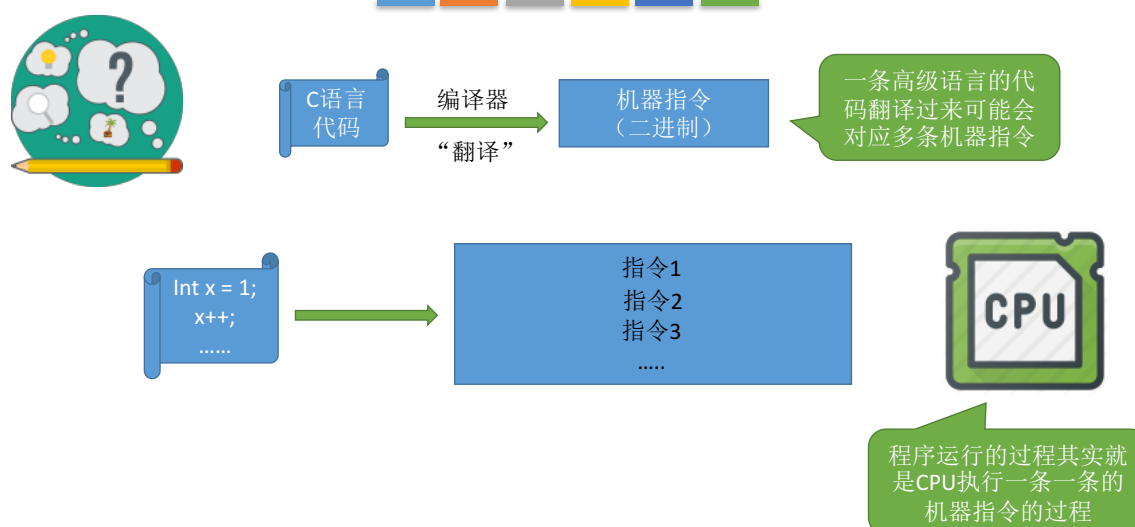 C语言
代码
编译器
“翻译”
机器指令
（二进制）
一条高级语言的代
码翻译过来可能会
对应多条机器指令
?
Int x = 1;
x++;
......
指令1
指令2
指令3
.....
CPU
程序运行的过程其实就
是CPU执行一条一条的
机器指令的过程